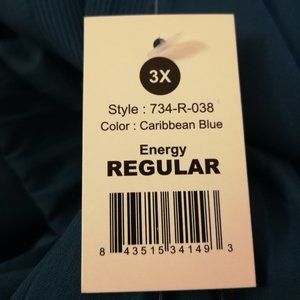 3X
Style : 734-R-038
Color : Caribbean Blue
Energy
REGULAR
8 43515 34149 3